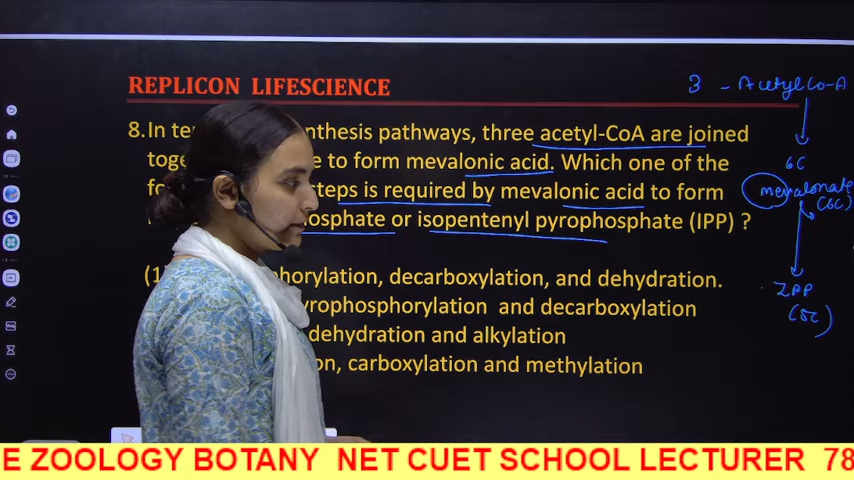 REPLICON LIFESCIENCE
3 - Acetyl Co-A
8.In nthesis pathways, three acetyl-CoA are joined
toge e to form mevalonic acid. Which one of the
6C
fo steps is required by mevalonic acid to form
mevalonate
(6C)
osphate or isopentenyl pyrophosphate (IPP) ?
(1) phorylation, decarboxylation, and dehydration.
IPP
yrophosphorylation and decarboxylation
(5C)
dehydration and alkylation
on, carboxylation and methylation
E ZOOLOGY BOTANY NET CUET SCHOOL LECTURER 78